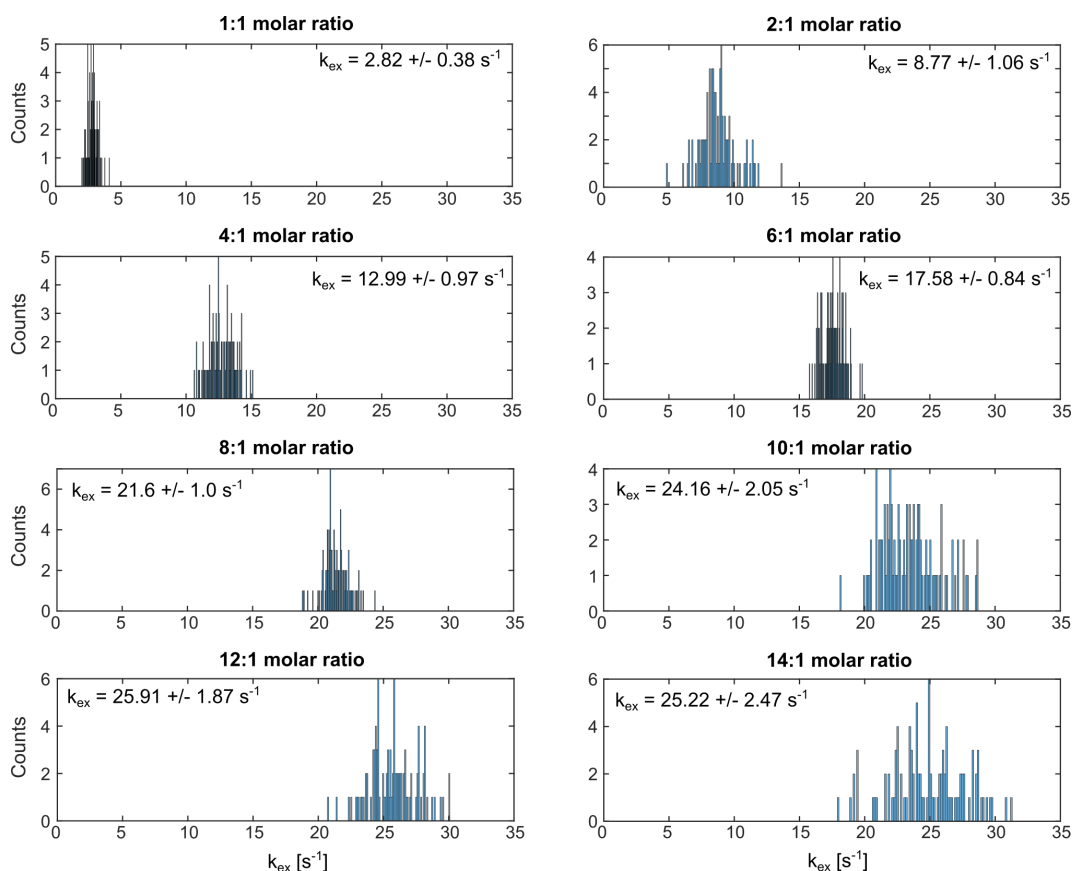 1:1 molar ratio
k_ex = 2.82 +/- 0.38 s⁻¹
Counts
5
4
3
2
1
0
0 5 10 15 20 25 30 35
2:1 molar ratio
k_ex = 8.77 +/- 1.06 s⁻¹
6
4
2
0
0 5 10 15 20 25 30 35
4:1 molar ratio
k_ex = 12.99 +/- 0.97 s⁻¹
Counts
5
4
3
2
1
0
0 5 10 15 20 25 30 35
6:1 molar ratio
k_ex = 17.58 +/- 0.84 s⁻¹
4
3
2
1
0
0 5 10 15 20 25 30 35
8:1 molar ratio
k_ex = 21.6 +/- 1.0 s⁻¹
Counts
6
4
2
0
0 5 10 15 20 25 30 35
10:1 molar ratio
k_ex = 24.16 +/- 2.05 s⁻¹
4
3
2
1
0
0 5 10 15 20 25 30 35
12:1 molar ratio
k_ex = 25.91 +/- 1.87 s⁻¹
Counts
6
4
2
0
0 5 10 15 20 25 30 35
k_ex [s⁻¹]
14:1 molar ratio
k_ex = 25.22 +/- 2.47 s⁻¹
6
4
2
0
0 5 10 15 20 25 30 35
k_ex [s⁻¹]